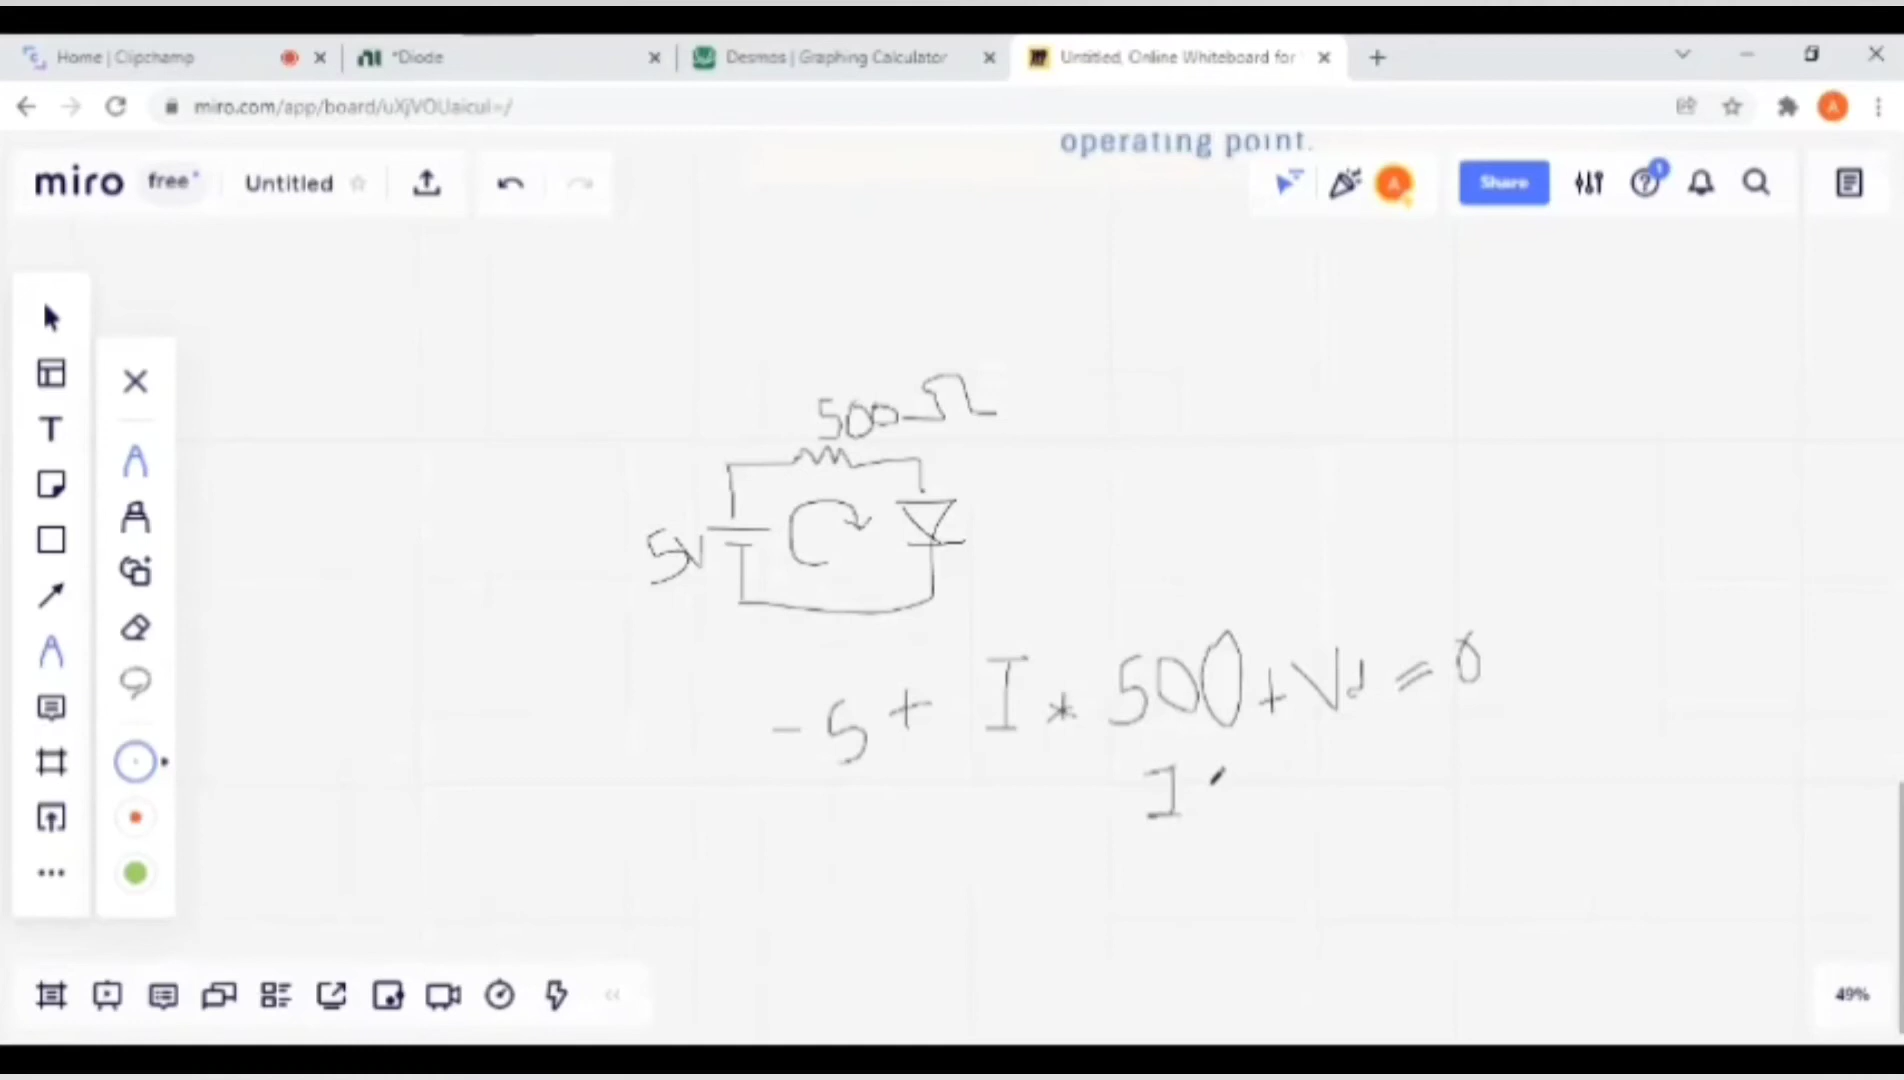 Home | Clipchamp
*Diode
Desmos | Graphing Calculator
Untitled, Online Whiteboard for
miro.com/app/board/uXjVOUaicuI=/
A
operating point.
miro
free
Untitled
A
Share
1
T
500Ω
5V
-5 + I * 500 + Vd = 0
I
49%